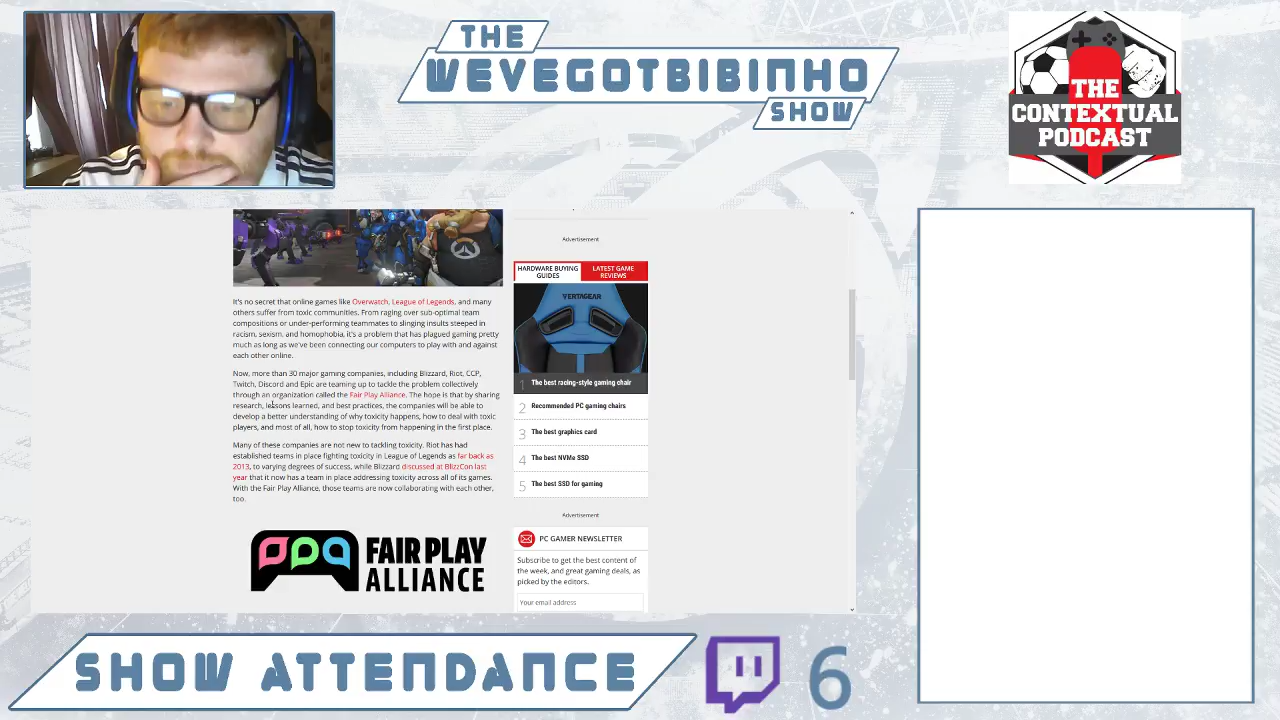 THE
WEVEGOTBIBINHO
SHOW
THE
CONTEXTUAL
PODCAST
It's no secret that online games like Overwatch, League of Legends, and many
others suffer from toxic communities. From raging over sub-optimal team
compositions or under-performing teammates to slinging insults steeped in
racism, sexism, and homophobia, it's a problem that has plagued gaming pretty
much as long as we've been connecting our computers to play with and against
each other online.
Now, more than 30 major gaming companies, including Blizzard, Riot, CCP,
Twitch, Discord and Epic are teaming up to tackle the problem collectively
through an organization called the Fair Play Alliance. The hope is that by sharing
research, lessons learned, and best practices, the companies will be able to
develop a better understanding of why toxicity happens, how to deal with toxic
players, and most of all, how to stop toxicity from happening in the first place.
Many of these companies are not new to tackling toxicity. Riot has had
established teams in place fighting toxicity in League of Legends as far back as
2013, to varying degrees of success, while Blizzard discussed at BlizzCon last
year that it now has a team in place addressing toxicity across all of its games.
With the Fair Play Alliance, those teams are now collaborating with each other,
too.
FAIR PLAY
ALLIANCE
Advertisement
HARDWARE BUYING
GUIDES
LATEST GAME
REVIEWS
VERTAGEAR
1 The best racing-style gaming chair
2 Recommended PC gaming chairs
3 The best graphics card
4 The best NVMe SSD
5 The best SSD for gaming
Advertisement
PC GAMER NEWSLETTER
Subscribe to get the best content of
the week, and great gaming deals, as
picked by the editors.
Your email address
SHOW ATTENDANCE
6